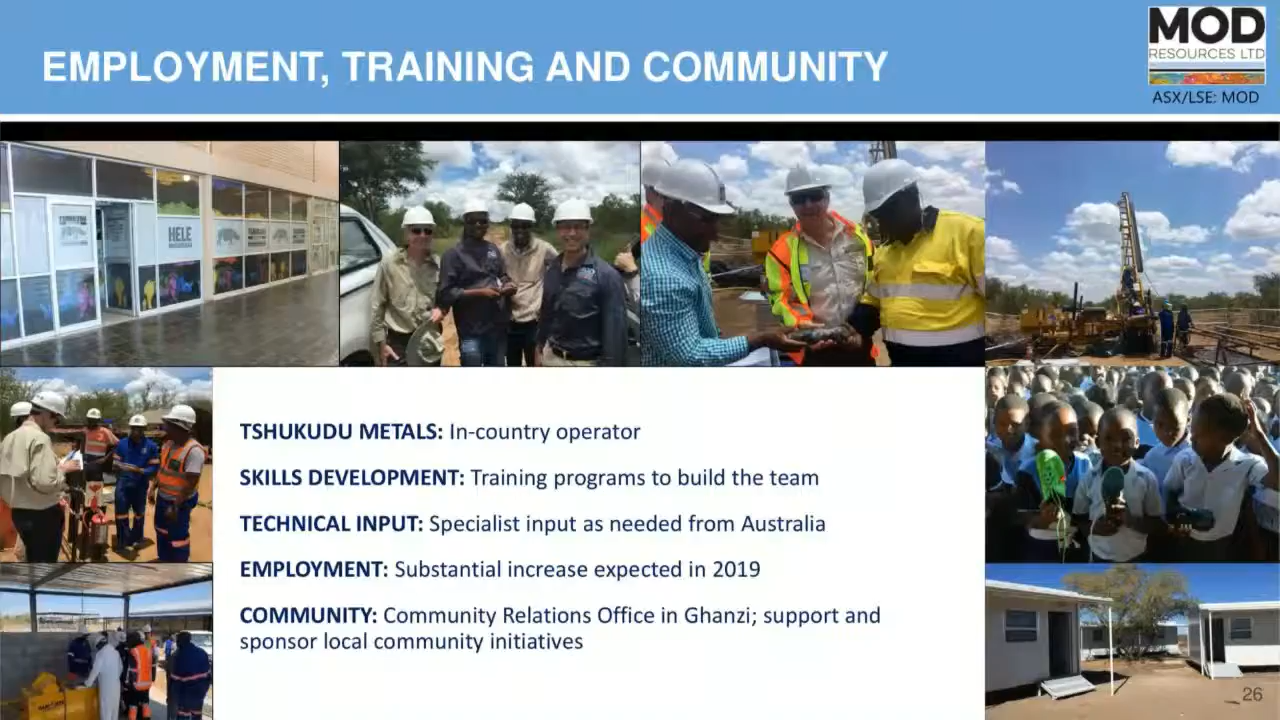 EMPLOYMENT, TRAINING AND COMMUNITY
MOD
RESOURCES LTD
ASX/LSE: MOD
HELE
TSHUKUDU METALS: In-country operator
SKILLS DEVELOPMENT: Training programs to build the team
TECHNICAL INPUT: Specialist input as needed from Australia
EMPLOYMENT: Substantial increase expected in 2019
COMMUNITY: Community Relations Office in Ghanzi; support and
sponsor local community initiatives
26